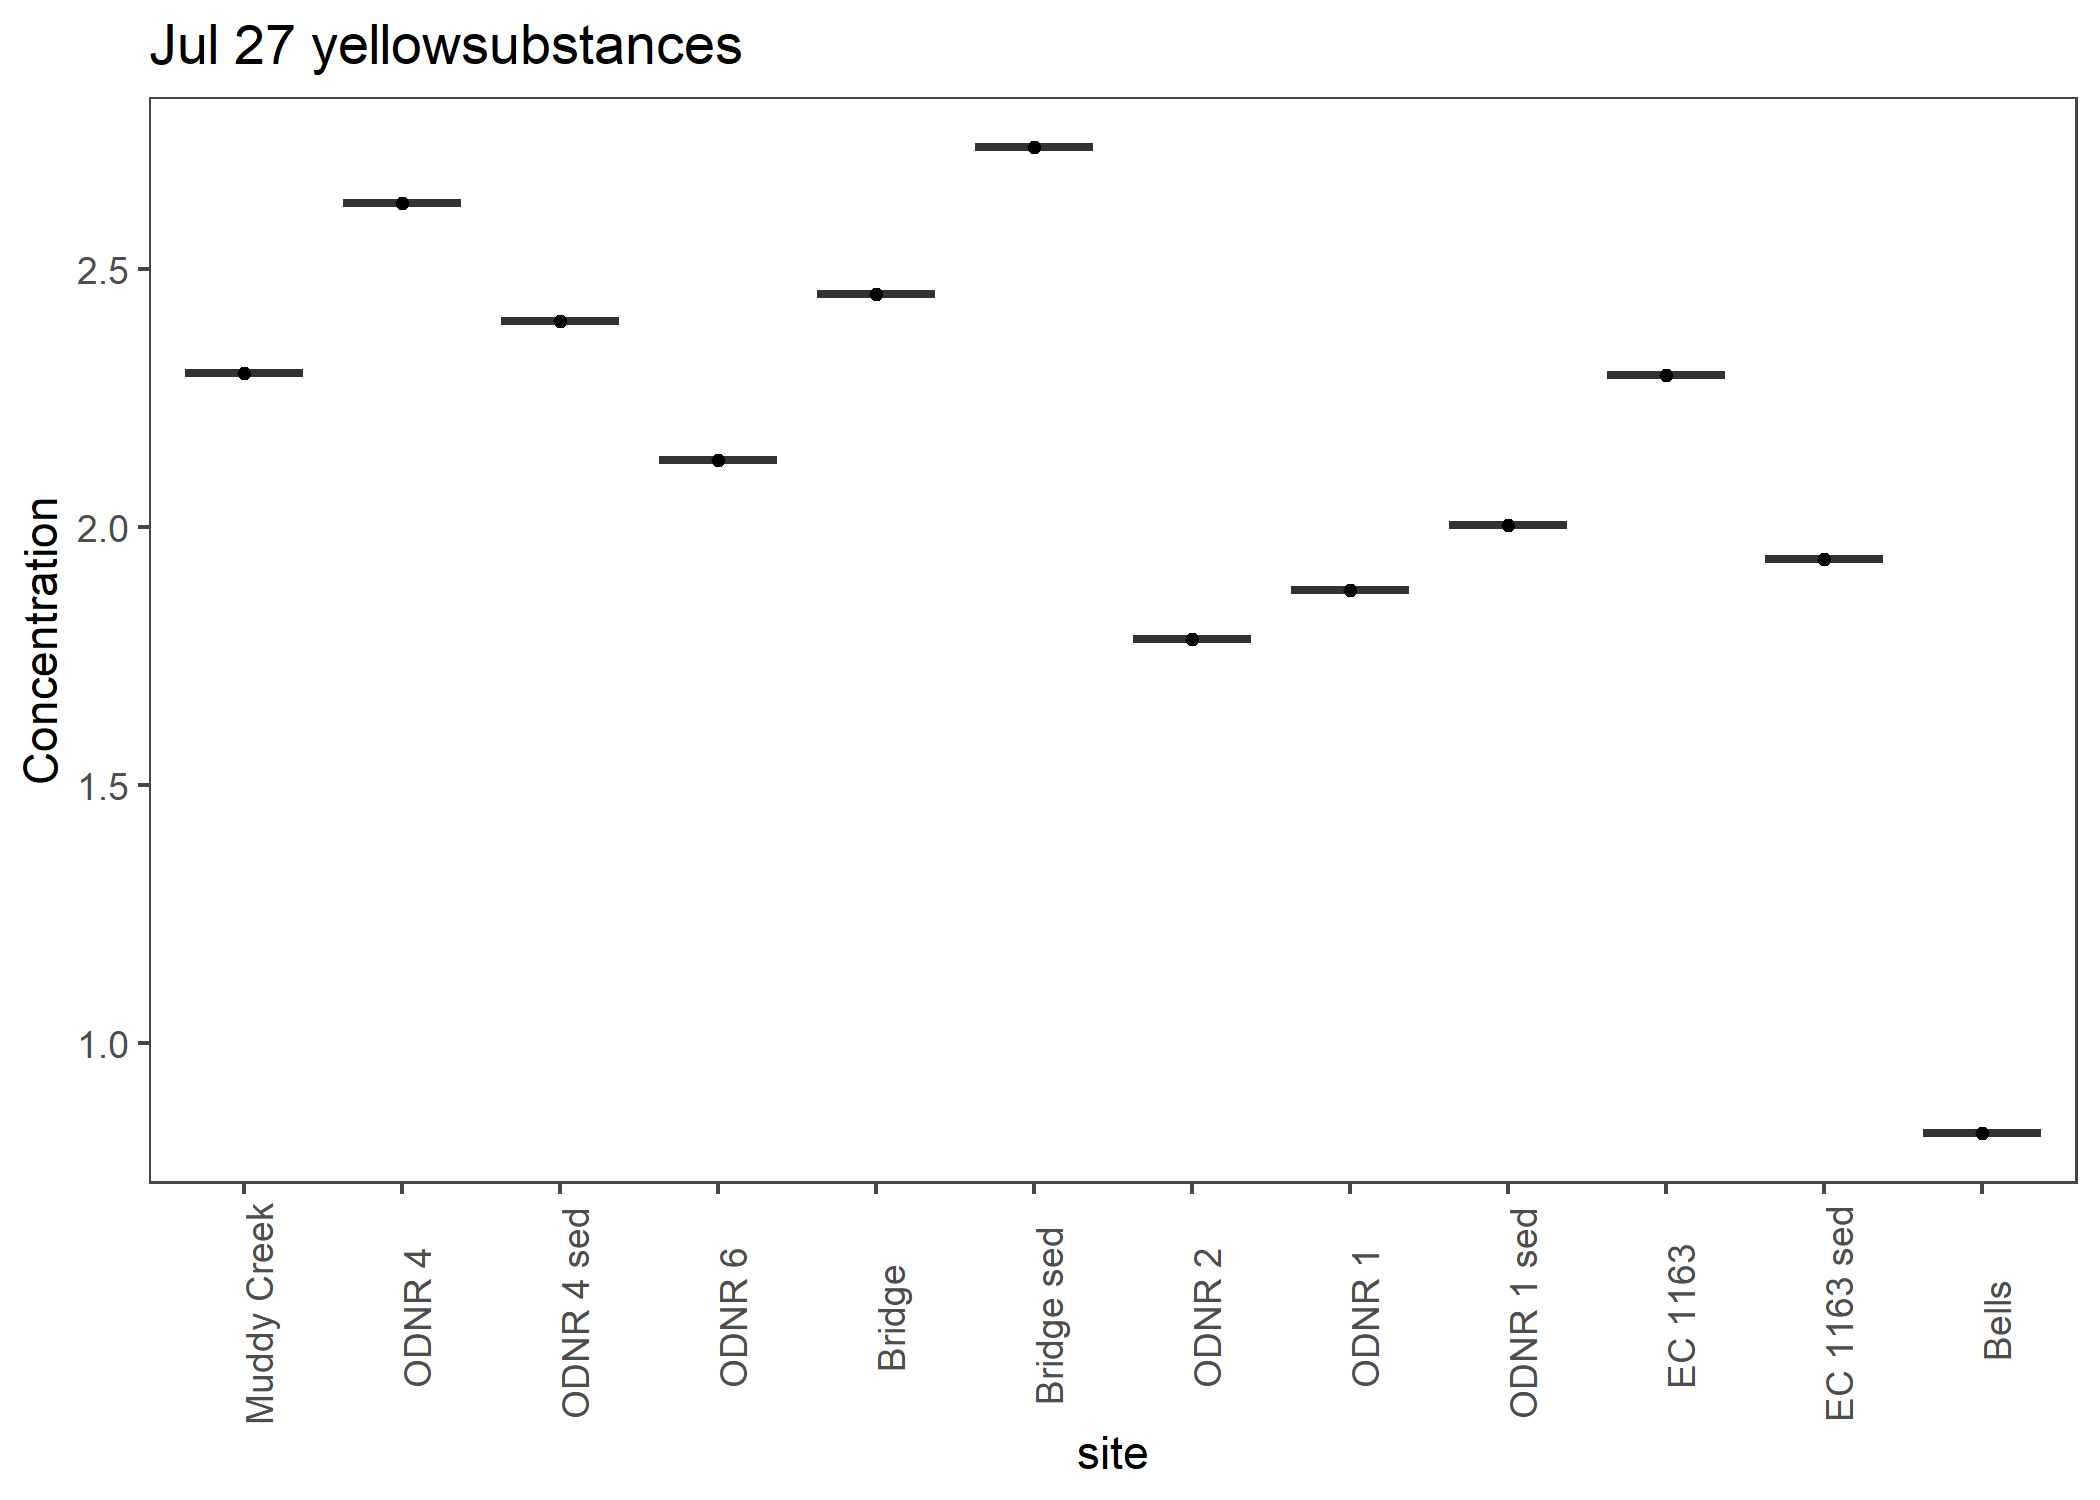 Jul 27 yellowsubstances
Concentration
2.5
2.0
1.5
1.0
Muddy Creek
ODNR 4
ODNR 4 sed
ODNR 6
Bridge
Bridge sed
ODNR 2
ODNR 1
ODNR 1 sed
EC 1163
EC 1163 sed
Bells
site